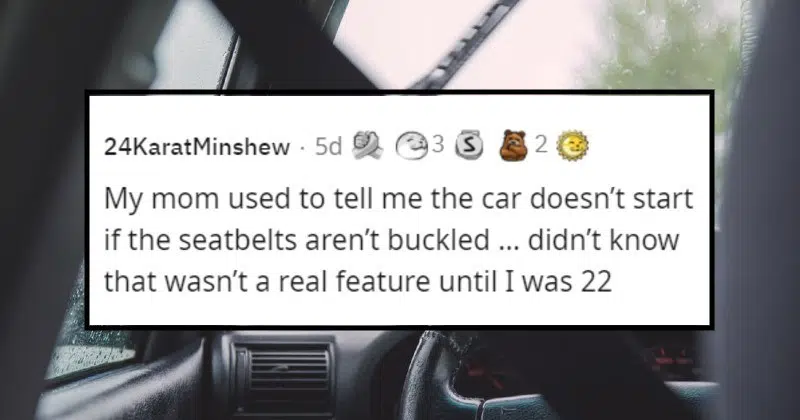 24KaratMinshew · 5d 3 S 2
My mom used to tell me the car doesn’t start
if the seatbelts aren’t buckled ... didn’t know
that wasn’t a real feature until I was 22